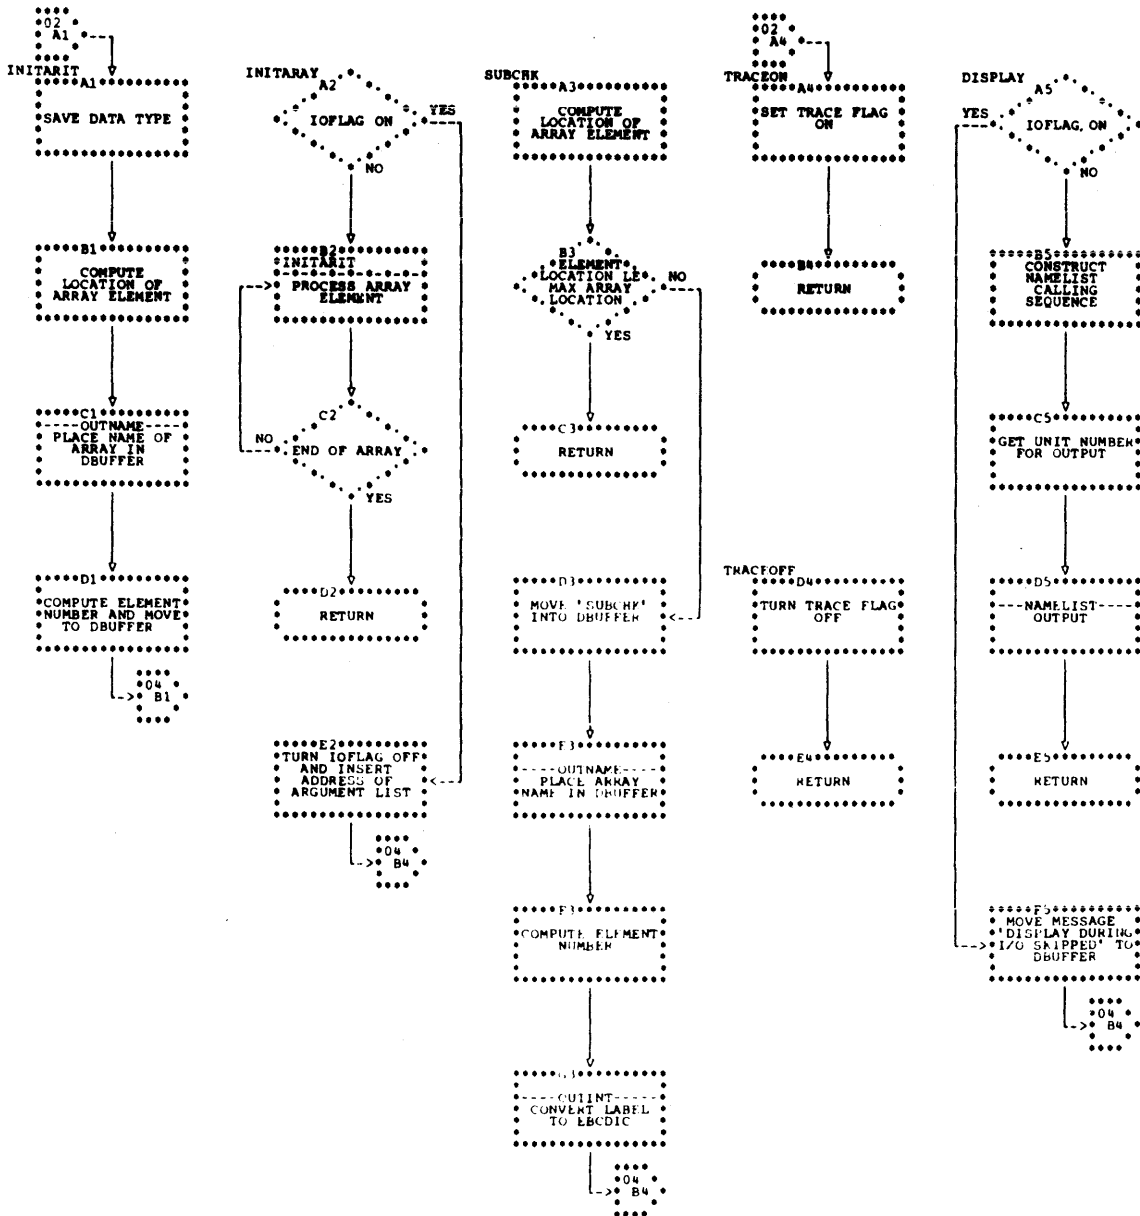 02
A1
INITARIT
A1
SAVE DATA TYPE
B1
COMPUTE
LOCATION OF
ARRAY ELEMENT
C1
OUTNAME
PLACE NAME OF
ARRAY IN
DBUFFER
D1
COMPUTE ELEMENT
NUMBER AND MOVE
TO DBUFFER
04
B1
INITARAY
A2
IOFLAG ON
YES
NO
B2
INITARIT
PROCESS ARRAY
ELEMENT
C2
END OF ARRAY
NO
YES
D2
RETURN
E2
TURN IOFLAG OFF
AND INSERT
ADDRESS OF
ARGUMENT LIST
04
B4
SUBCHK
A3
COMPUTE
LOCATION OF
ARRAY ELEMENT
B3
ELEMENT
LOCATION LE
MAX ARRAY
LOCATION
NO
YES
C3
RETURN
D3
MOVE 'SUBCHK'
INTO DBUFFER
E3
OUTNAME
PLACE ARRAY
NAME IN DBUFFER
F3
COMPUTE ELEMENT
NUMBER
G3
OUTINT
CONVERT LABEL
TO EBCDIC
04
B4
02
A4
TRACEON
A4
SET TRACE FLAG
ON
B4
RETURN
TRACEOFF
D4
TURN TRACE FLAG
OFF
E4
RETURN
DISPLAY
A5
YES
IOFLAG, ON
NO
B5
CONSTRUCT
NAMELIST
CALLING
SEQUENCE
C5
GET UNIT NUMBER
FOR OUTPUT
D5
NAMELIST
OUTPUT
E5
RETURN
F5
MOVE MESSAGE
'DISPLAY DURING
I/O SKIPPED' TO
DBUFFER
04
B4